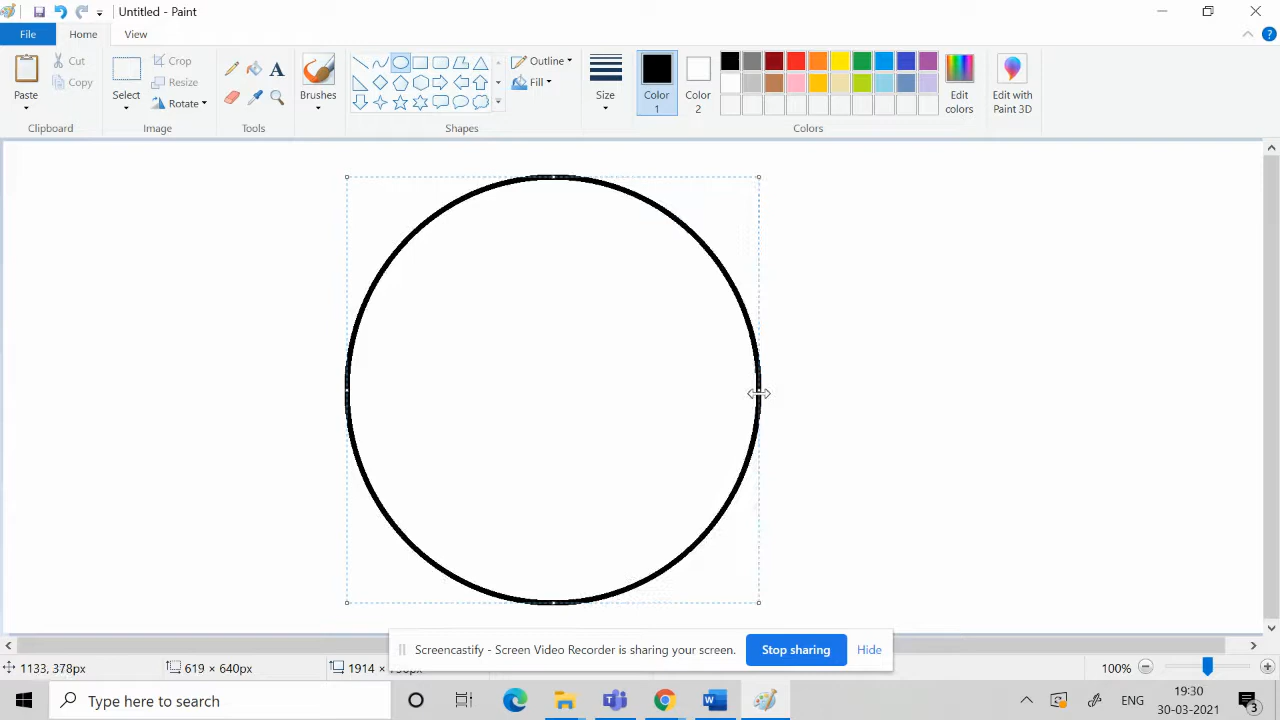 Untitled - Paint
File Home View
Paste
Cut
Copy
Clipboard
Select
Crop
Rotate
Image
A
Tools
Brushes
Outline
Fill
Shapes
Size
Color 1
Color 2
Edit colors
Edit with Paint 3D
Colors
Screencastify - Screen Video Recorder is sharing your screen. Stop sharing Hide
1133, 378px 619 × 640px 1914 × 100%
Type here to search
W
ENG
19:30
30-03-2021
3